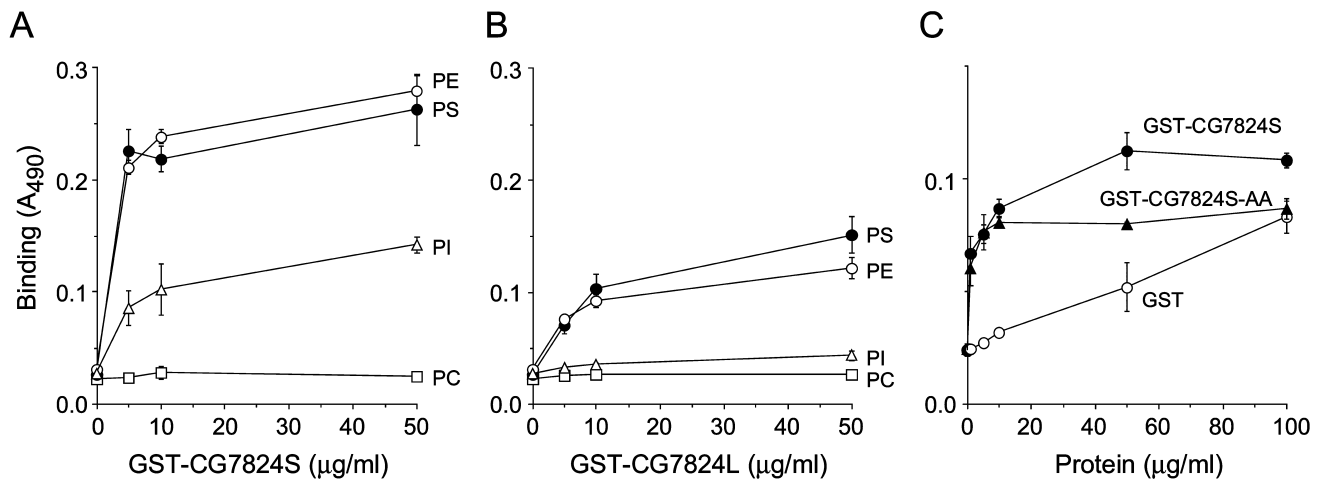 A
B
C
0.3
0.2
0.1
0.0
Binding (A490)
PE
PS
PI
PC
0 10 20 30 40 50
GST-CG7824S (μg/ml)
0.3
0.2
0.1
0.0
PS
PE
PI
PC
0 10 20 30 40 50
GST-CG7824L (μg/ml)
0.1
0.0
GST-CG7824S
GST-CG7824S-AA
GST
0 20 40 60 80 100
Protein (μg/ml)